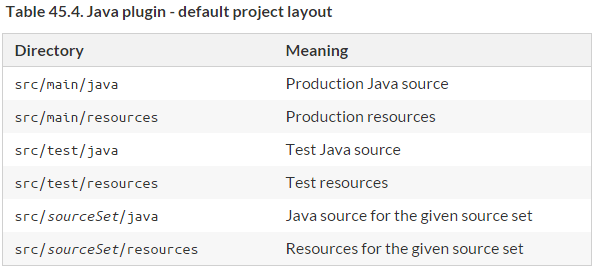 Table 45.4. Java plugin - default project layout
Directory Meaning
src/main/java Production Java source
src/main/resources Production resources
src/test/java Test Java source
src/test/resources Test resources
src/sourceSet/java Java source for the given source set
src/sourceSet/resources Resources for the given source set